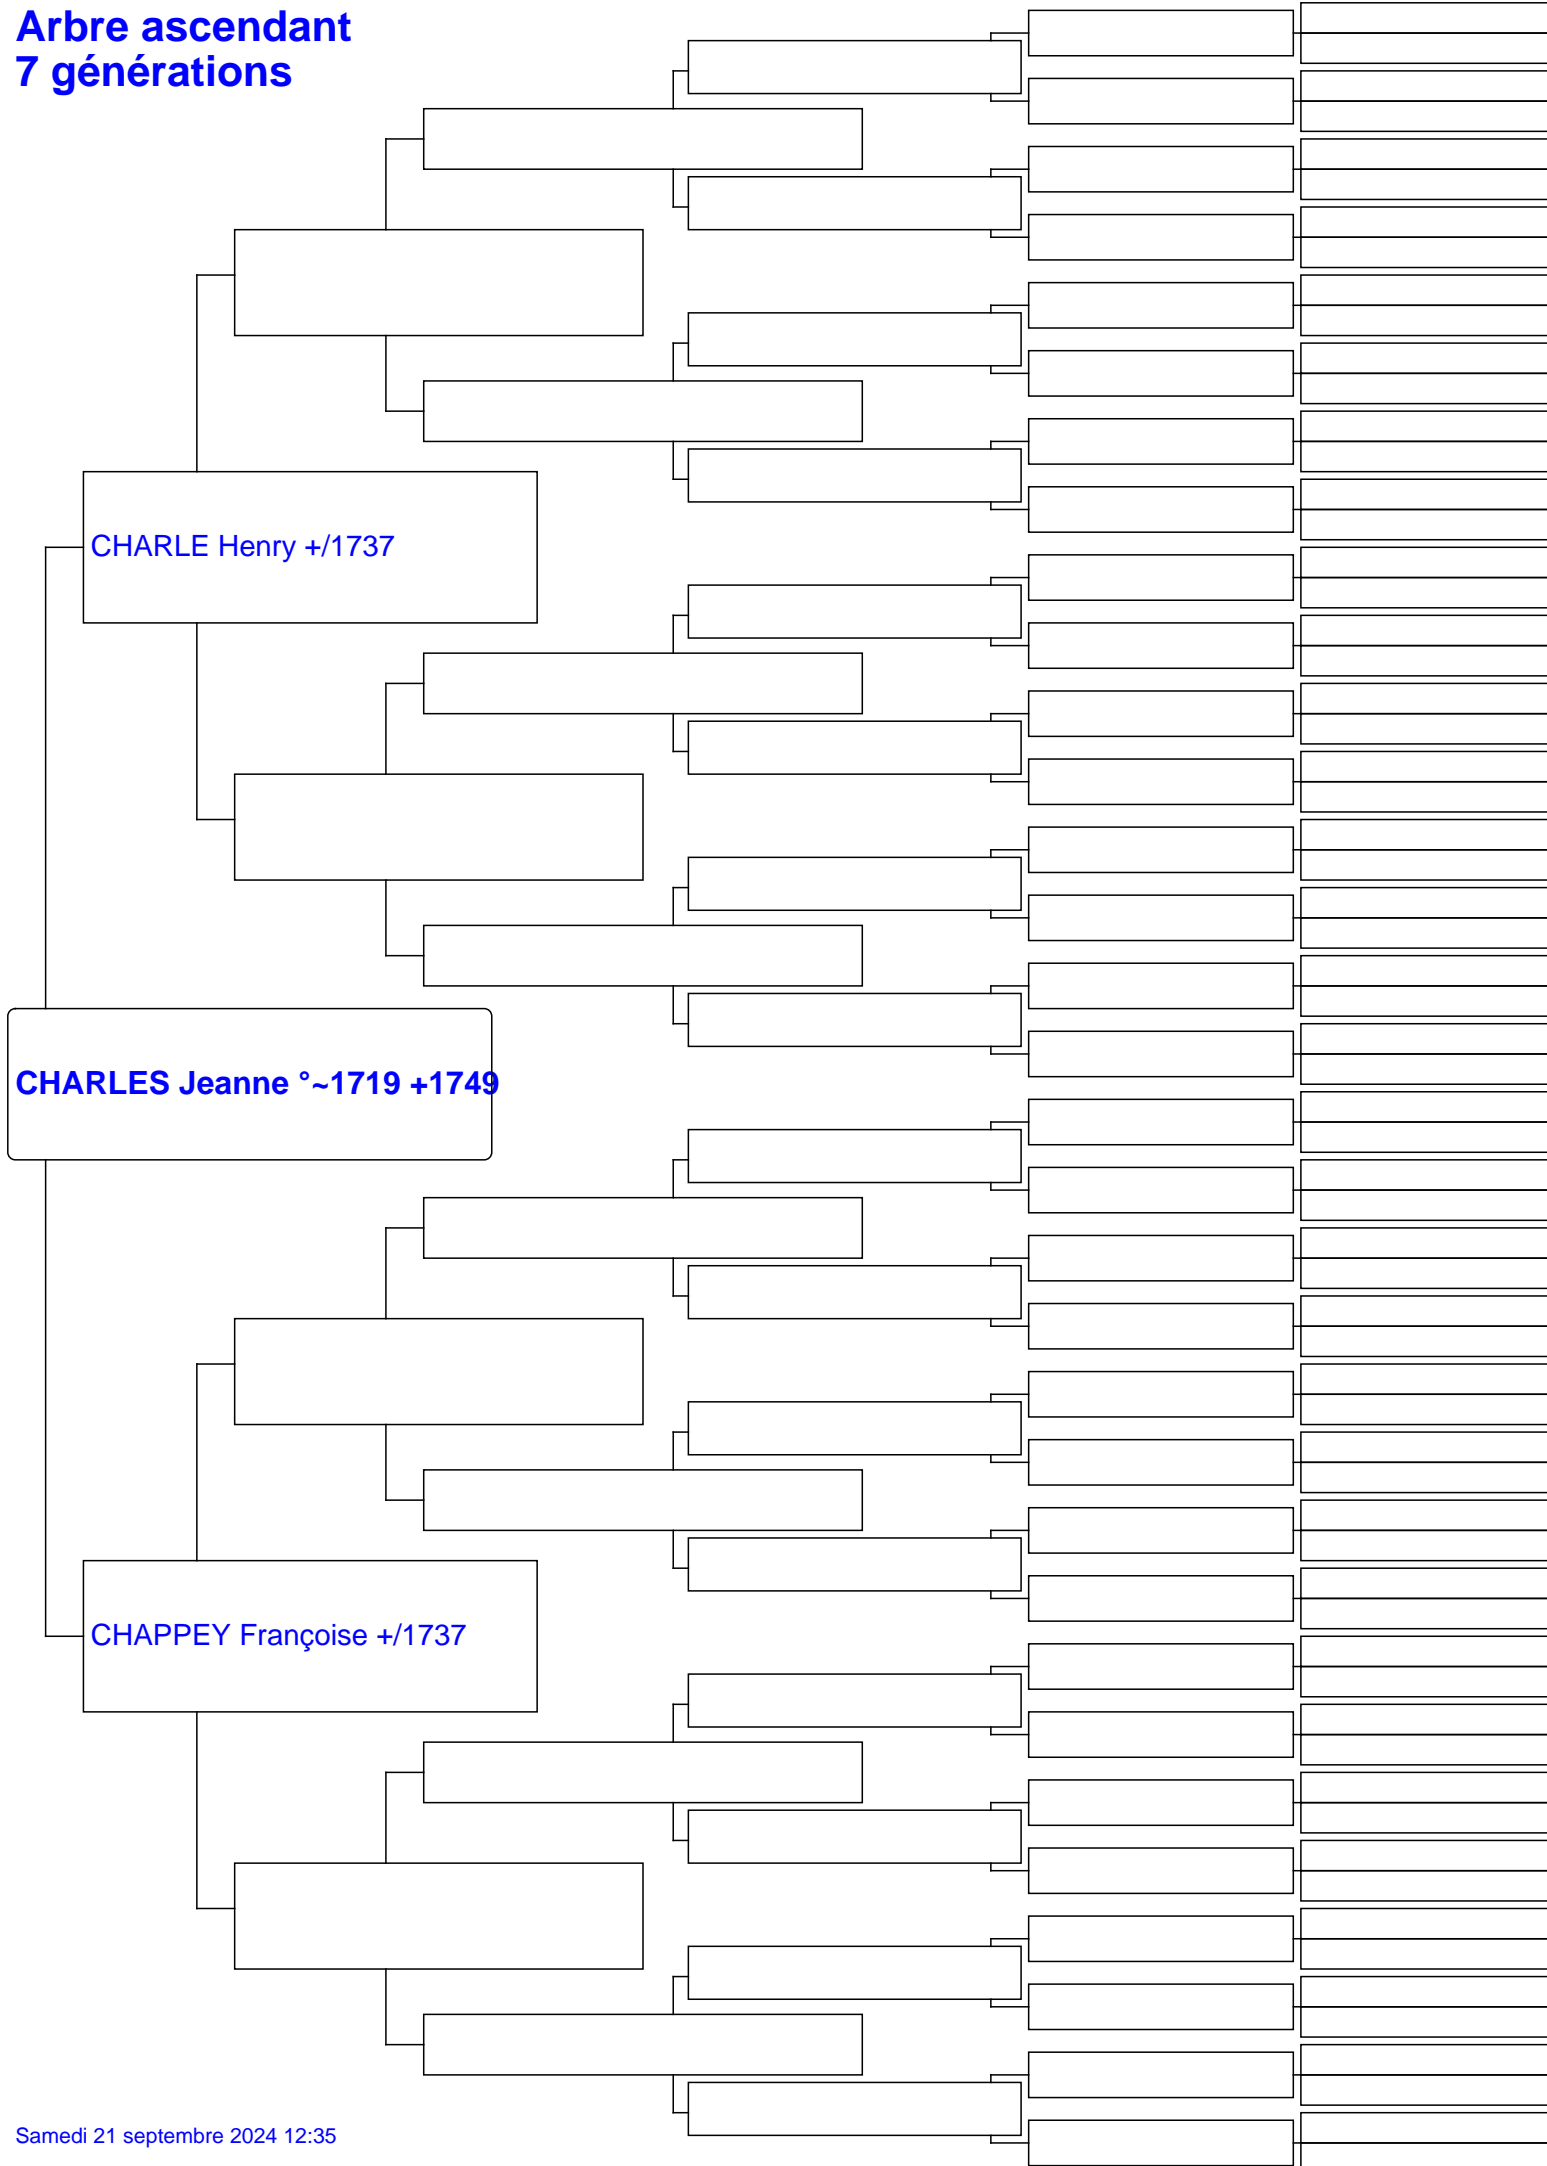 Arbre ascendant
7 générations
CHARLE Henry +/1737
CHARLES Jeanne °~1719 +1749
CHAPPEY Françoise +/1737
Samedi 21 septembre 2024 12:35